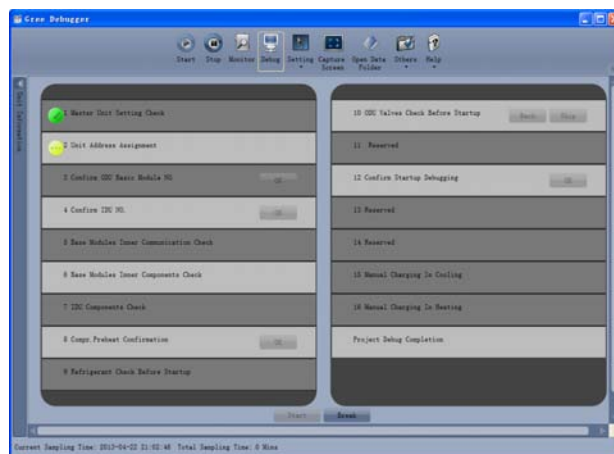 Gree Debugger
Start Stop Monitor Debug Setting Capture Screen Open Data Folder Others Help
Unit Information
1 Master Unit Setting Check
2 Unit Address Assignment
3 Confirm ODU Basic Module NO. OK
4 Confirm IDU NO. OK
5 Base Modules Inner Communication Check
6 Base Modules Inner Components Check
7 IDU Components Check
8 Comps.Preheat Confirmation OK
9 Refrigerant Check Before Startup
10 ODU Valves Check Before Startup Back Skip
11 Reserved
12 Confirm Startup Debugging OK
13 Reserved
14 Reserved
15 Manual Charging In Cooling
16 Manual Charging In Heating
Project Debug Completion
Start Break
Current Sampling Time: 2013-04-22 21:02:48 Total Sampling Time: 0 Mins